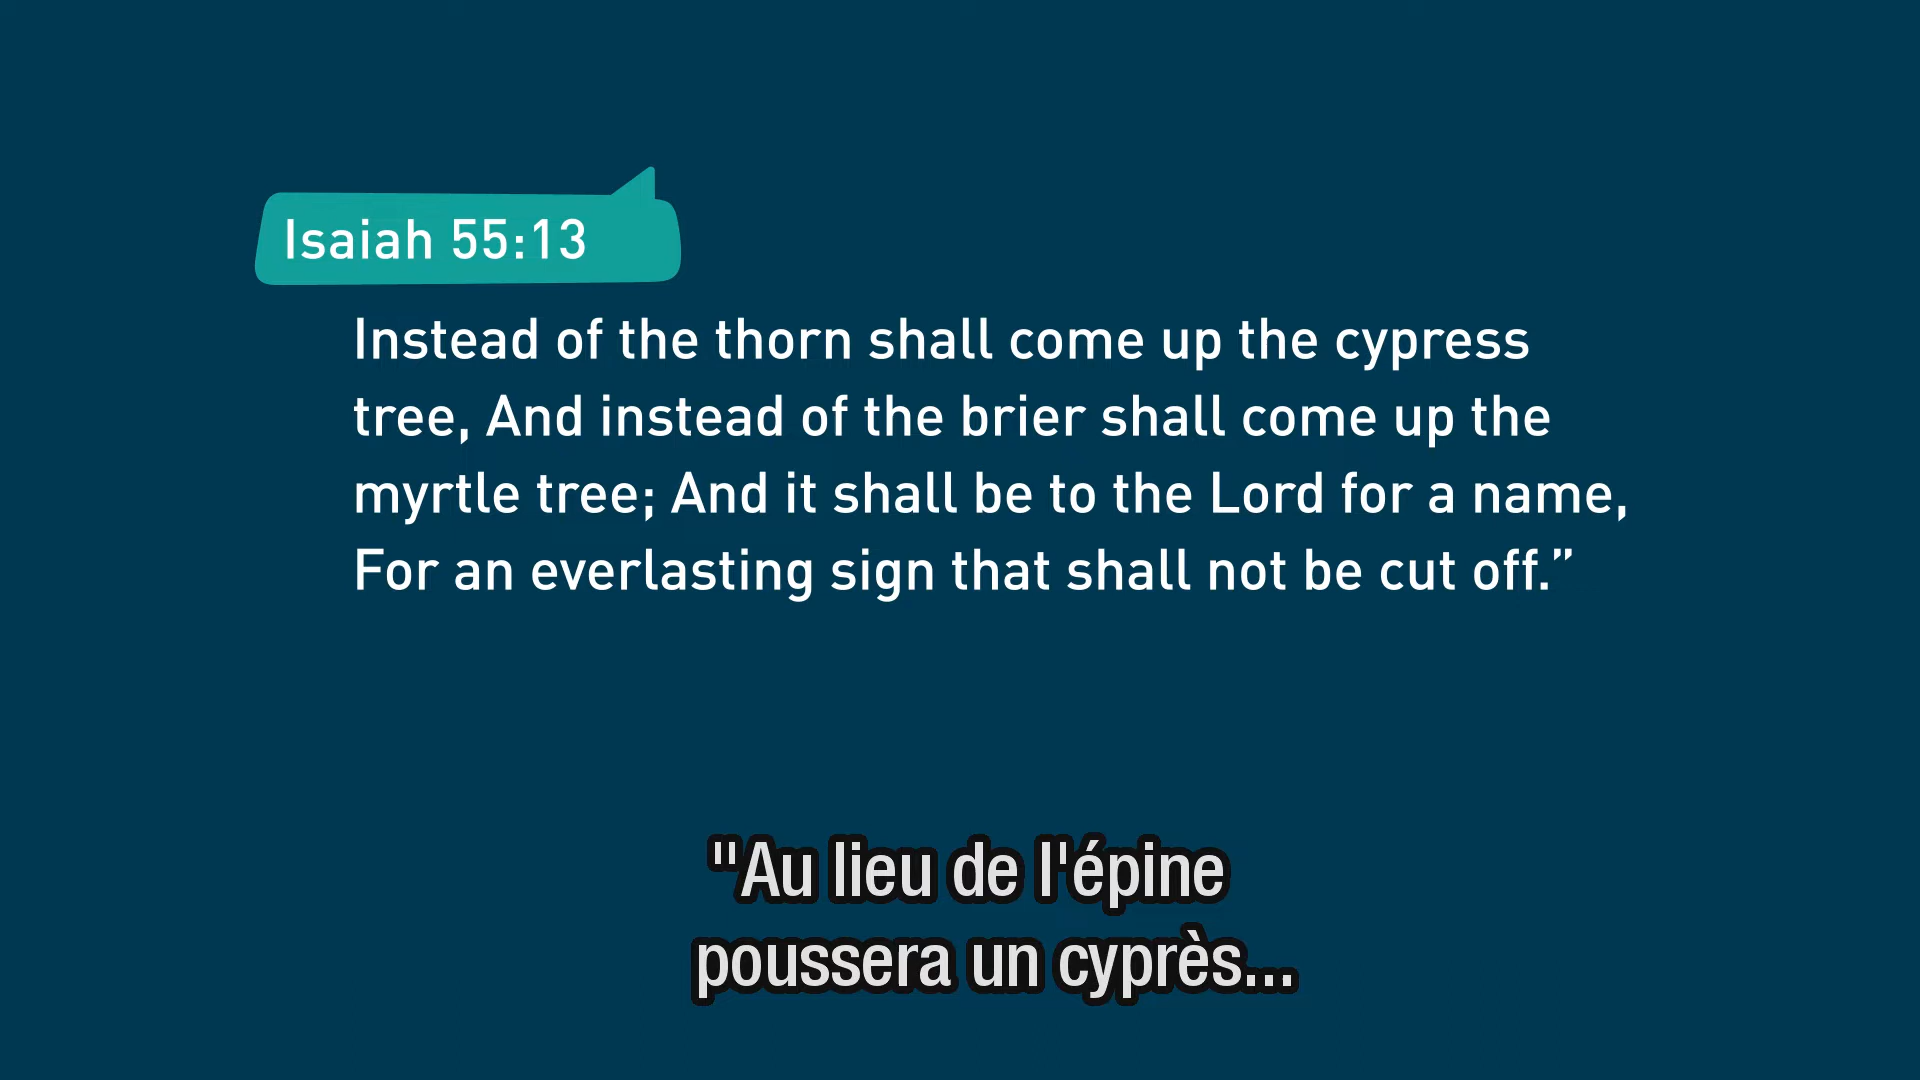 Isaiah 55:13
Instead of the thorn shall come up the cypress
tree, And instead of the brier shall come up the
myrtle tree; And it shall be to the Lord for a name,
For an everlasting sign that shall not be cut off.”
"Au lieu de l'épine
poussera un cyprès...